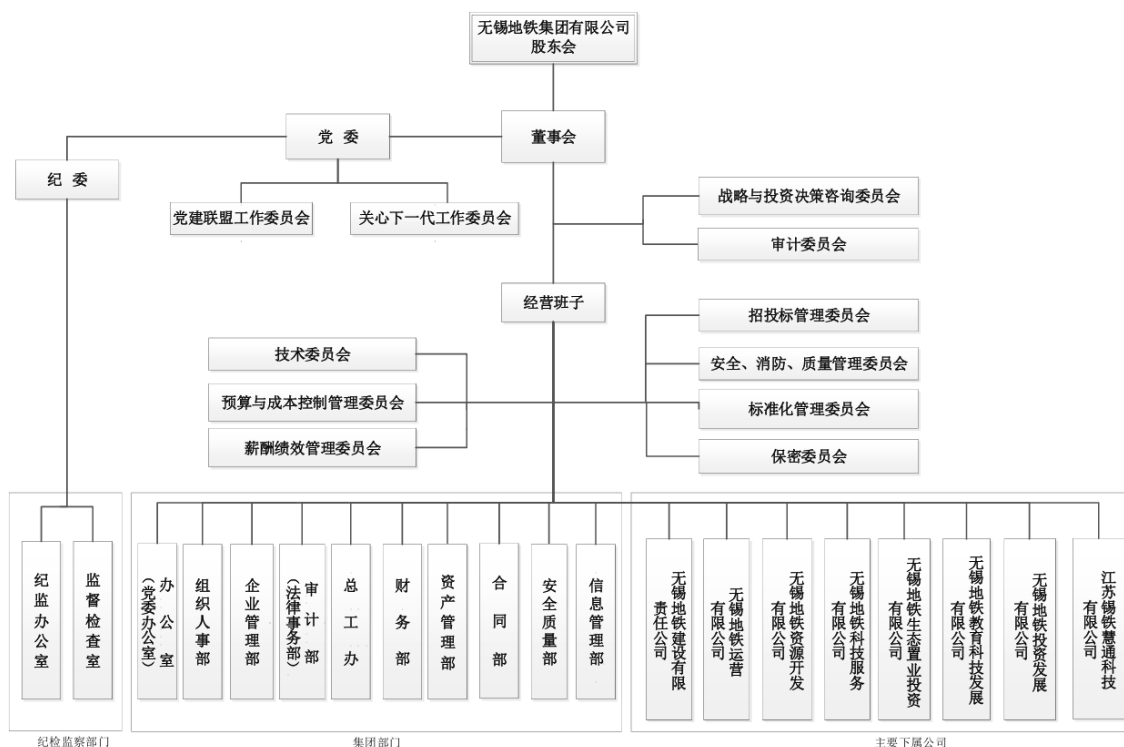 无锡地铁集团有限公司
股东会
党 委
董事会
纪 委
党建联盟工作委员会
关心下一代工作委员会
战略与投资决策咨询委员会
审计委员会
经营班子
技术委员会
预算与成本控制管理委员会
薪酬绩效管理委员会
招投标管理委员会
安全、消防、质量管理委员会
标准化管理委员会
保密委员会
纪监办公室
监督检查室
办公室
（党委办公室）
组织人事部
企业管理部
审计部
（法律事务部）
总工办
财务部
资产管理部
合同部
安全质量部
信息管理部
无锡地铁建设有限
责任公司
无锡地铁运营
有限公司
无锡地铁资源开发
有限公司
无锡地铁科技服务
有限公司
无锡地铁生态置业投资
有限公司
无锡地铁教育科技发展
有限公司
无锡地铁投资发展
有限公司
江苏锡铁慧通科技
有限公司
纪检监察部门
集团部门
主要下属公司